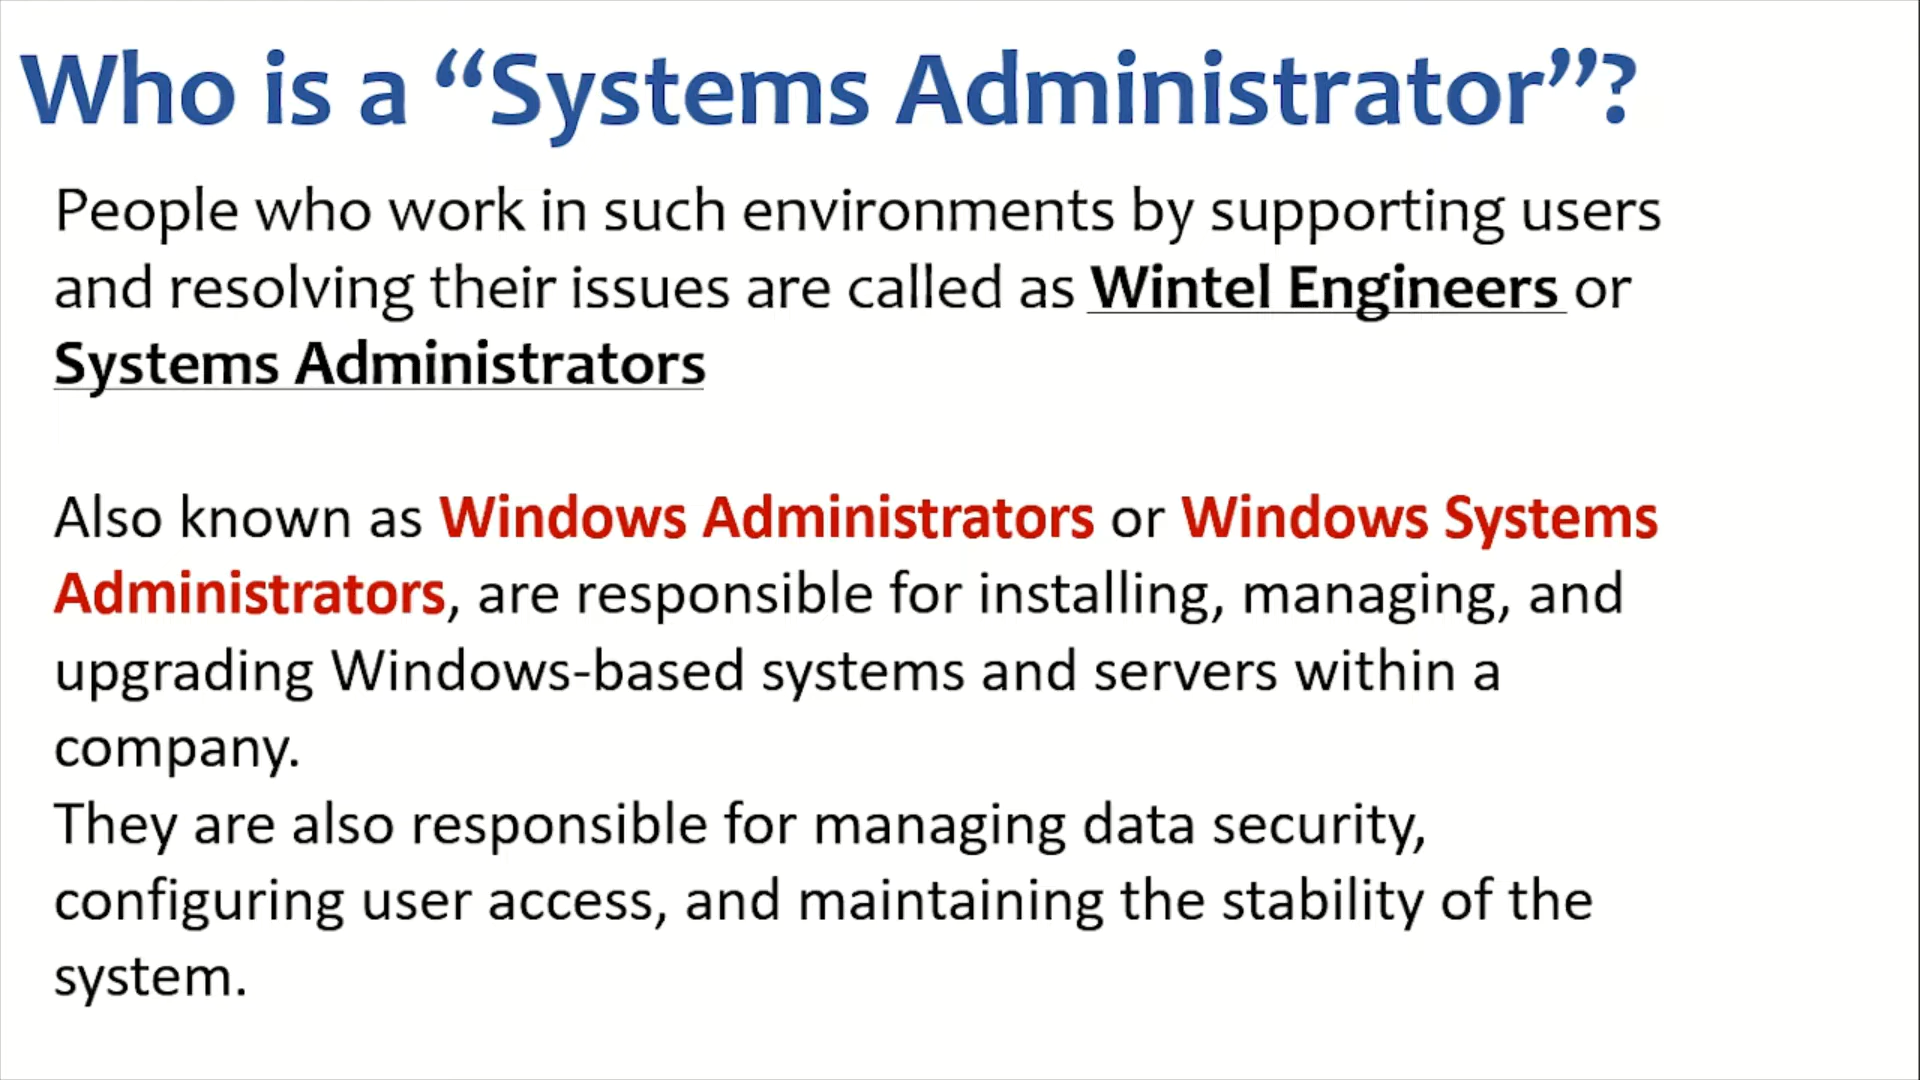 Who is a “Systems Administrator”?
People who work in such environments by supporting users
and resolving their issues are called as Wintel Engineers or
Systems Administrators
Also known as Windows Administrators or Windows Systems
Administrators, are responsible for installing, managing, and
upgrading Windows-based systems and servers within a
company.
They are also responsible for managing data security,
configuring user access, and maintaining the stability of the
system.